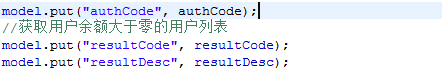 model.put("authCode", authCode);
//获取用户余额大于零的用户列表
model.put("resultCode", resultCode);
model.put("resultDesc", resultDesc);